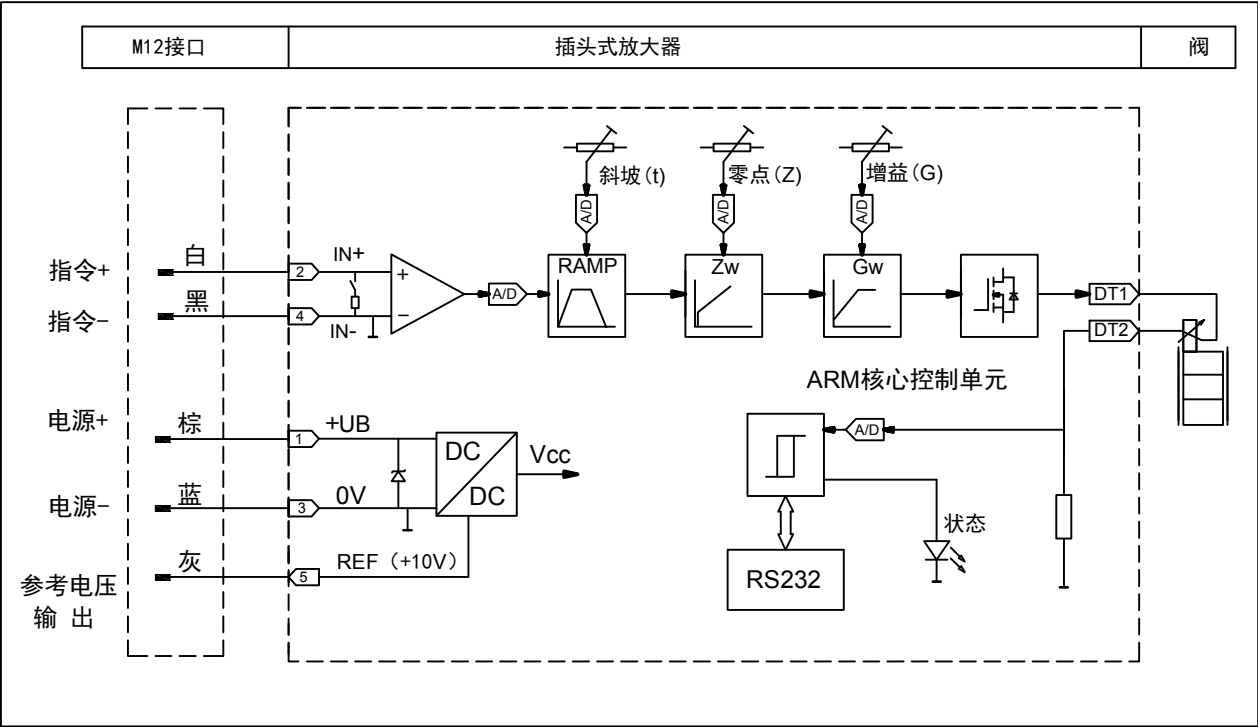 M12接口
插头式放大器
阀
斜坡(t)
零点(Z)
增益(G)
A/D
A/D
A/D
指令+
白
2
IN+
+
A/D
RAMP
Zw
Gw
DT1
指令-
黑
4
IN-
-
DT2
ARM核心控制单元
电源+
棕
1
+UB
DC
DC
Vcc
A/D
电源-
蓝
3
0V
状态
灰
5
REF（+10V）
RS232
参考电压
输 出